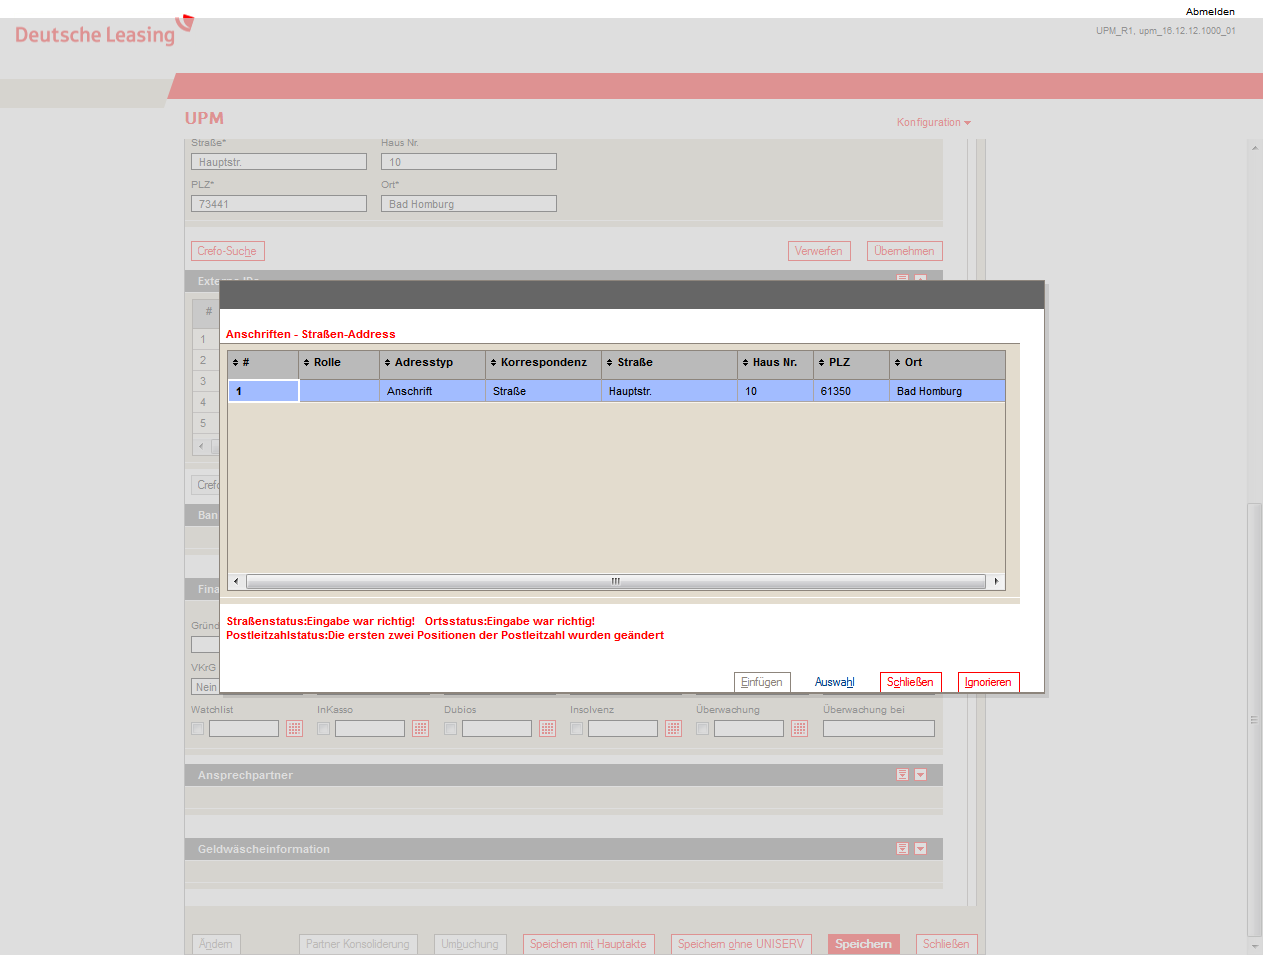 Abmelden
Deutsche Leasing
UPM_R1, upm_16.12.12.1000_01
UPM
Konfiguration
Straße* Haus Nr.
Hauptstr. 10
PLZ* Ort*
73441 Bad Homburg
Crefo-Suche Verwerfen Übernehmen
#
1
2
3
4
5
Anschriften - Straßen-Address
# Rolle Adresstyp Korrespondenz Straße Haus Nr. PLZ Ort
1 Anschrift Straße Hauptstr. 10 61350 Bad Homburg
Straßenstatus:Eingabe war richtig! Ortsstatus:Eingabe war richtig!
Postleitzahlstatus:Die ersten zwei Positionen der Postleitzahl wurden geändert
Einfügen Auswahl Schließen Ignorieren
Crefo
Ban
Fina
Gründ
VKrG
Nein
Watchlist InKasso Dubios Insolvenz Überwachung Überwachung bei
Ansprechpartner
Geldwäscheinformation
Ändern Partner Konsolidierung Umbuchung Speichern mit Hauptakte Speichern ohne UNISERV Speichern Schließen